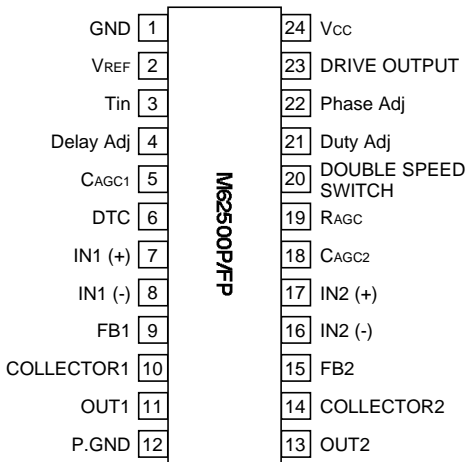 GND 1
VREF 2
Tin 3
Delay Adj 4
CAGC1 5
DTC 6
IN1 (+) 7
IN1 (-) 8
FB1 9
COLLECTOR1 10
OUT1 11
P.GND 12
M62500P/FP
24 VCC
23 DRIVE OUTPUT
22 Phase Adj
21 Duty Adj
20 DOUBLE SPEED
SWITCH
19 RAGC
18 CAGC2
17 IN2 (+)
16 IN2 (-)
15 FB2
14 COLLECTOR2
13 OUT2